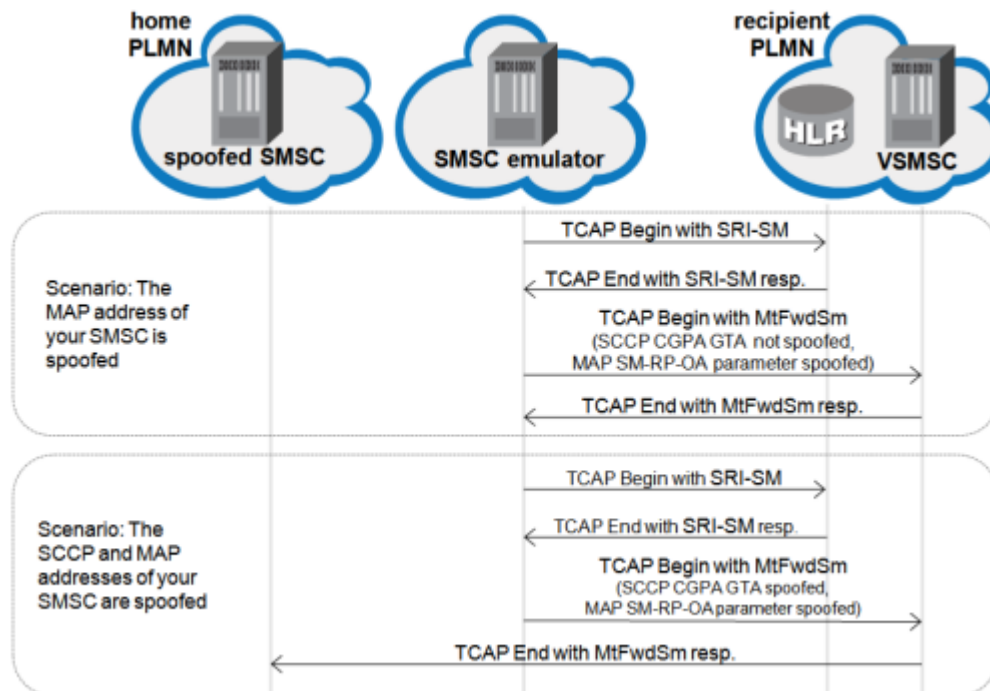 home
PLMN
recipient
PLMN
spoofed SMSC
SMSC emulator
HLR
VSMSC
Scenario: The
MAP address of
your SMSC is
spoofed
TCAP Begin with SRI-SM
TCAP End with SRI-SM resp.
TCAP Begin with MtFwdSm
(SCCP CGPA GTA not spoofed,
MAP SM-RP-OA parameter spoofed)
TCAP End with MtFwdSm resp.
Scenario: The
SCCP and MAP
addresses of your
SMSC are spoofed
TCAP Begin with SRI-SM
TCAP End with SRI-SM resp.
TCAP Begin with MtFwdSm
(SCCP CGPA GTA spoofed,
MAP SM-RP-OA parameter spoofed)
TCAP End with MtFwdSm resp.